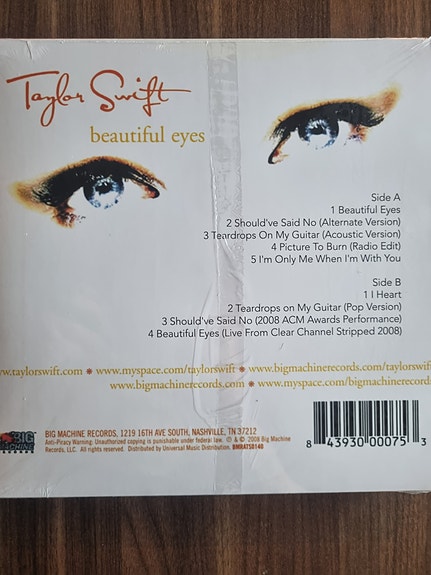 Taylor Swift
beautiful eyes
Side A
1 Beautiful Eyes
2 Should've Said No (Alternate Version)
3 Teardrops On My Guitar (Acoustic Version)
4 Picture To Burn (Radio Edit)
5 I'm Only Me When I'm With You
Side B
1 I Heart
2 Teardrops on My Guitar (Pop Version)
3 Should've Said No (2008 ACM Awards Performance)
4 Beautiful Eyes (Live From Clear Channel Stripped 2008)
w.taylorswift.com * www.myspace.com/taylorswift * www.bigmachinerecords.com/taylorswif
www.bigmachinerecords.com * www.myspace.com/bigmachinerecords
BIG MACHINE RECORDS, 1219 16TH AVE SOUTH, NASHVILLE, TN 37212
Anti-Piracy Warning: Unauthorized copying is punishable under federal law. ℗ & © 2008 Big Machine
Records, LLC. All rights reserved. Distributed by Universal Music Distribution. BMRATS0140
BIG
MACHINE
RECORDS
8 43930 00075 3